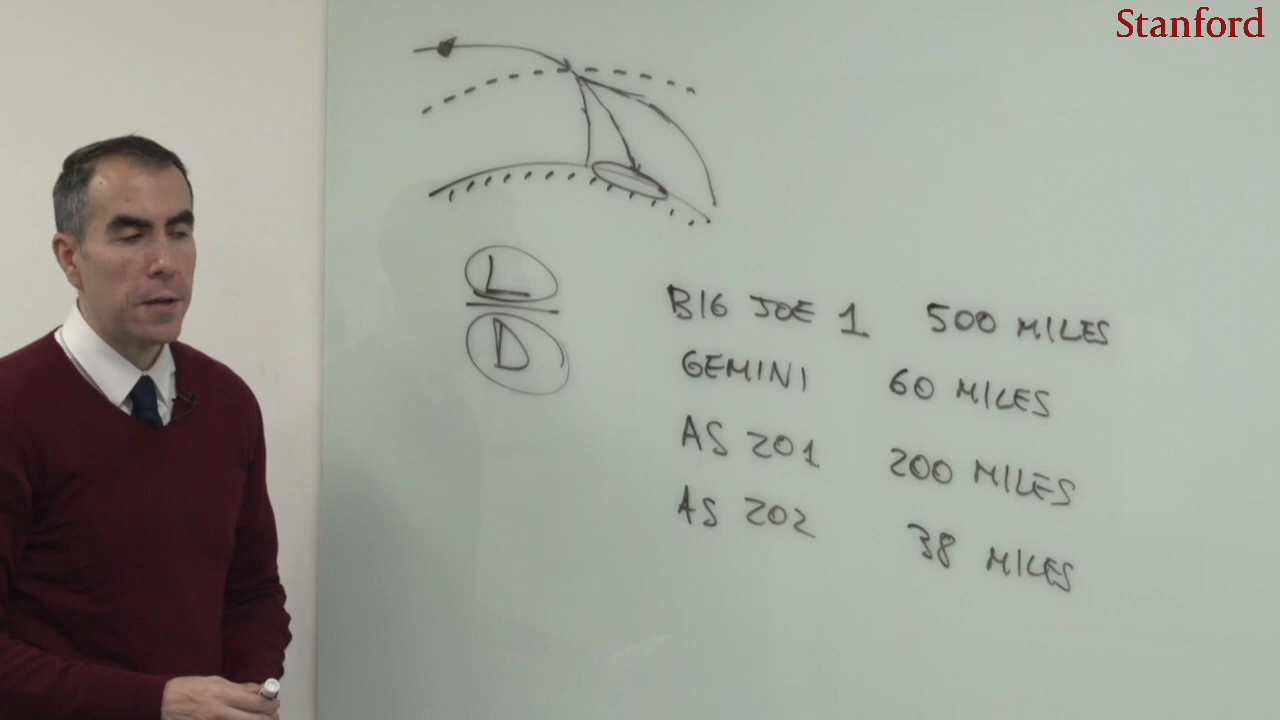 Stanford
L
D
BIG JOE 1 500 MILES
GEMINI 60 MILES
AS 201 200 MILES
AS 202 38 MILES